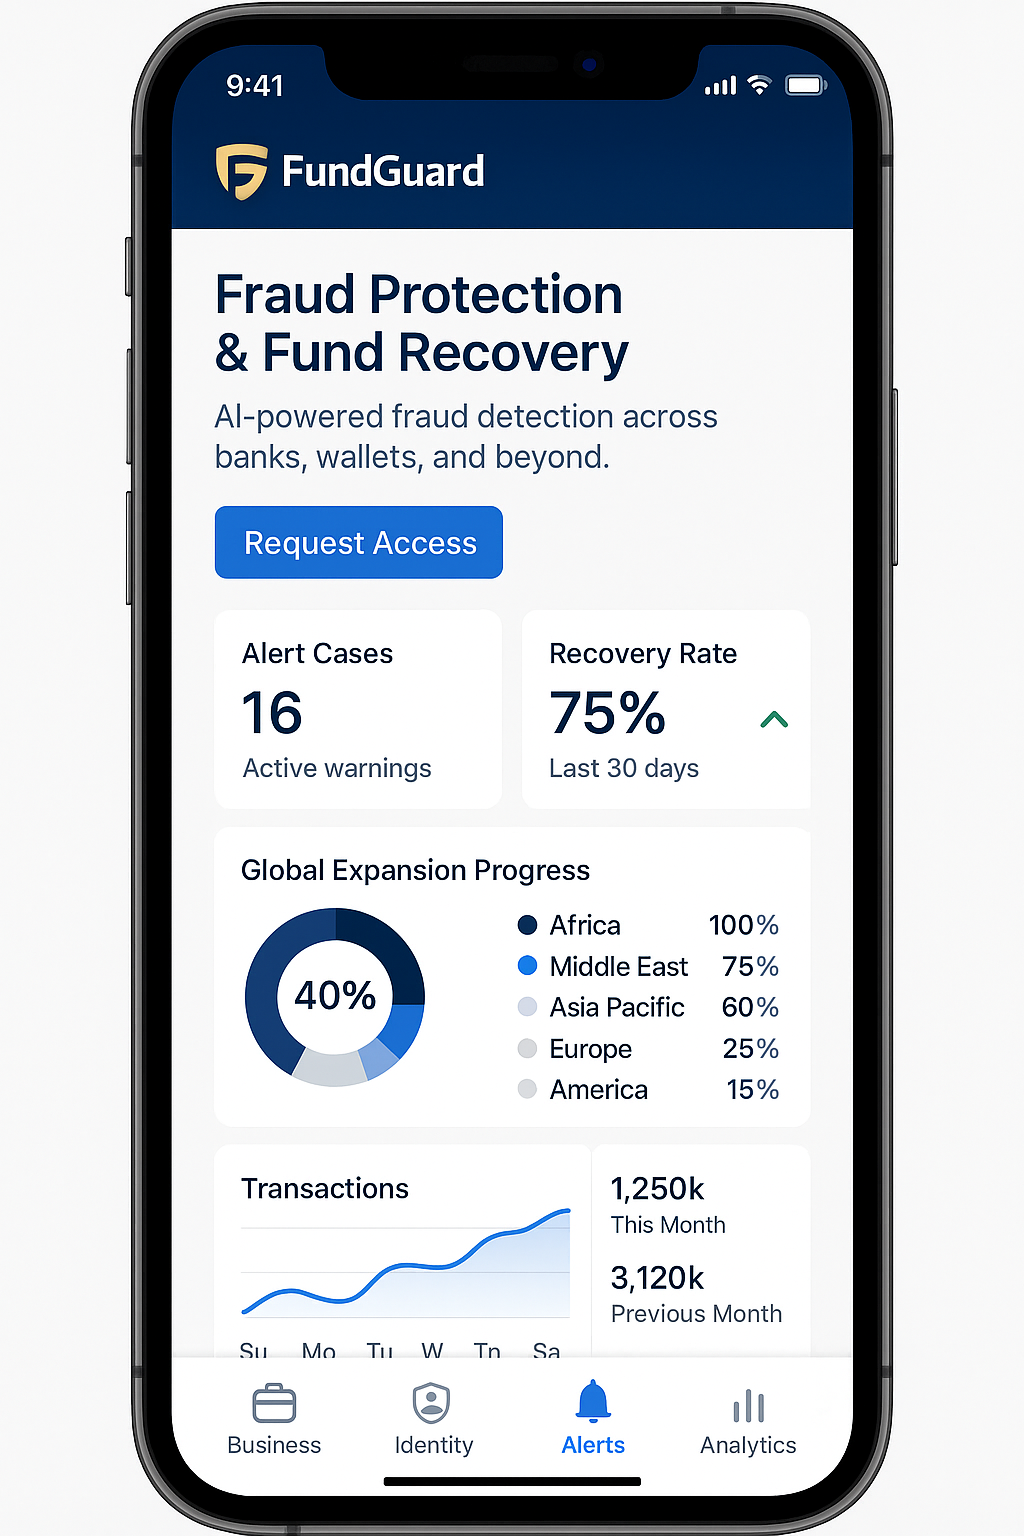 9:41
FundGuard
Fraud Protection
& Fund Recovery
AI-powered fraud detection across
banks, wallets, and beyond.
Request Access
Alert Cases
16
Active warnings
Recovery Rate
75%
Last 30 days
Global Expansion Progress
40%
Africa 100%
Middle East 75%
Asia Pacific 60%
Europe 25%
America 15%
Transactions
Su Mo Tu W Tn Sa
1,250k
This Month
3,120k
Previous Month
Business Identity Alerts Analytics